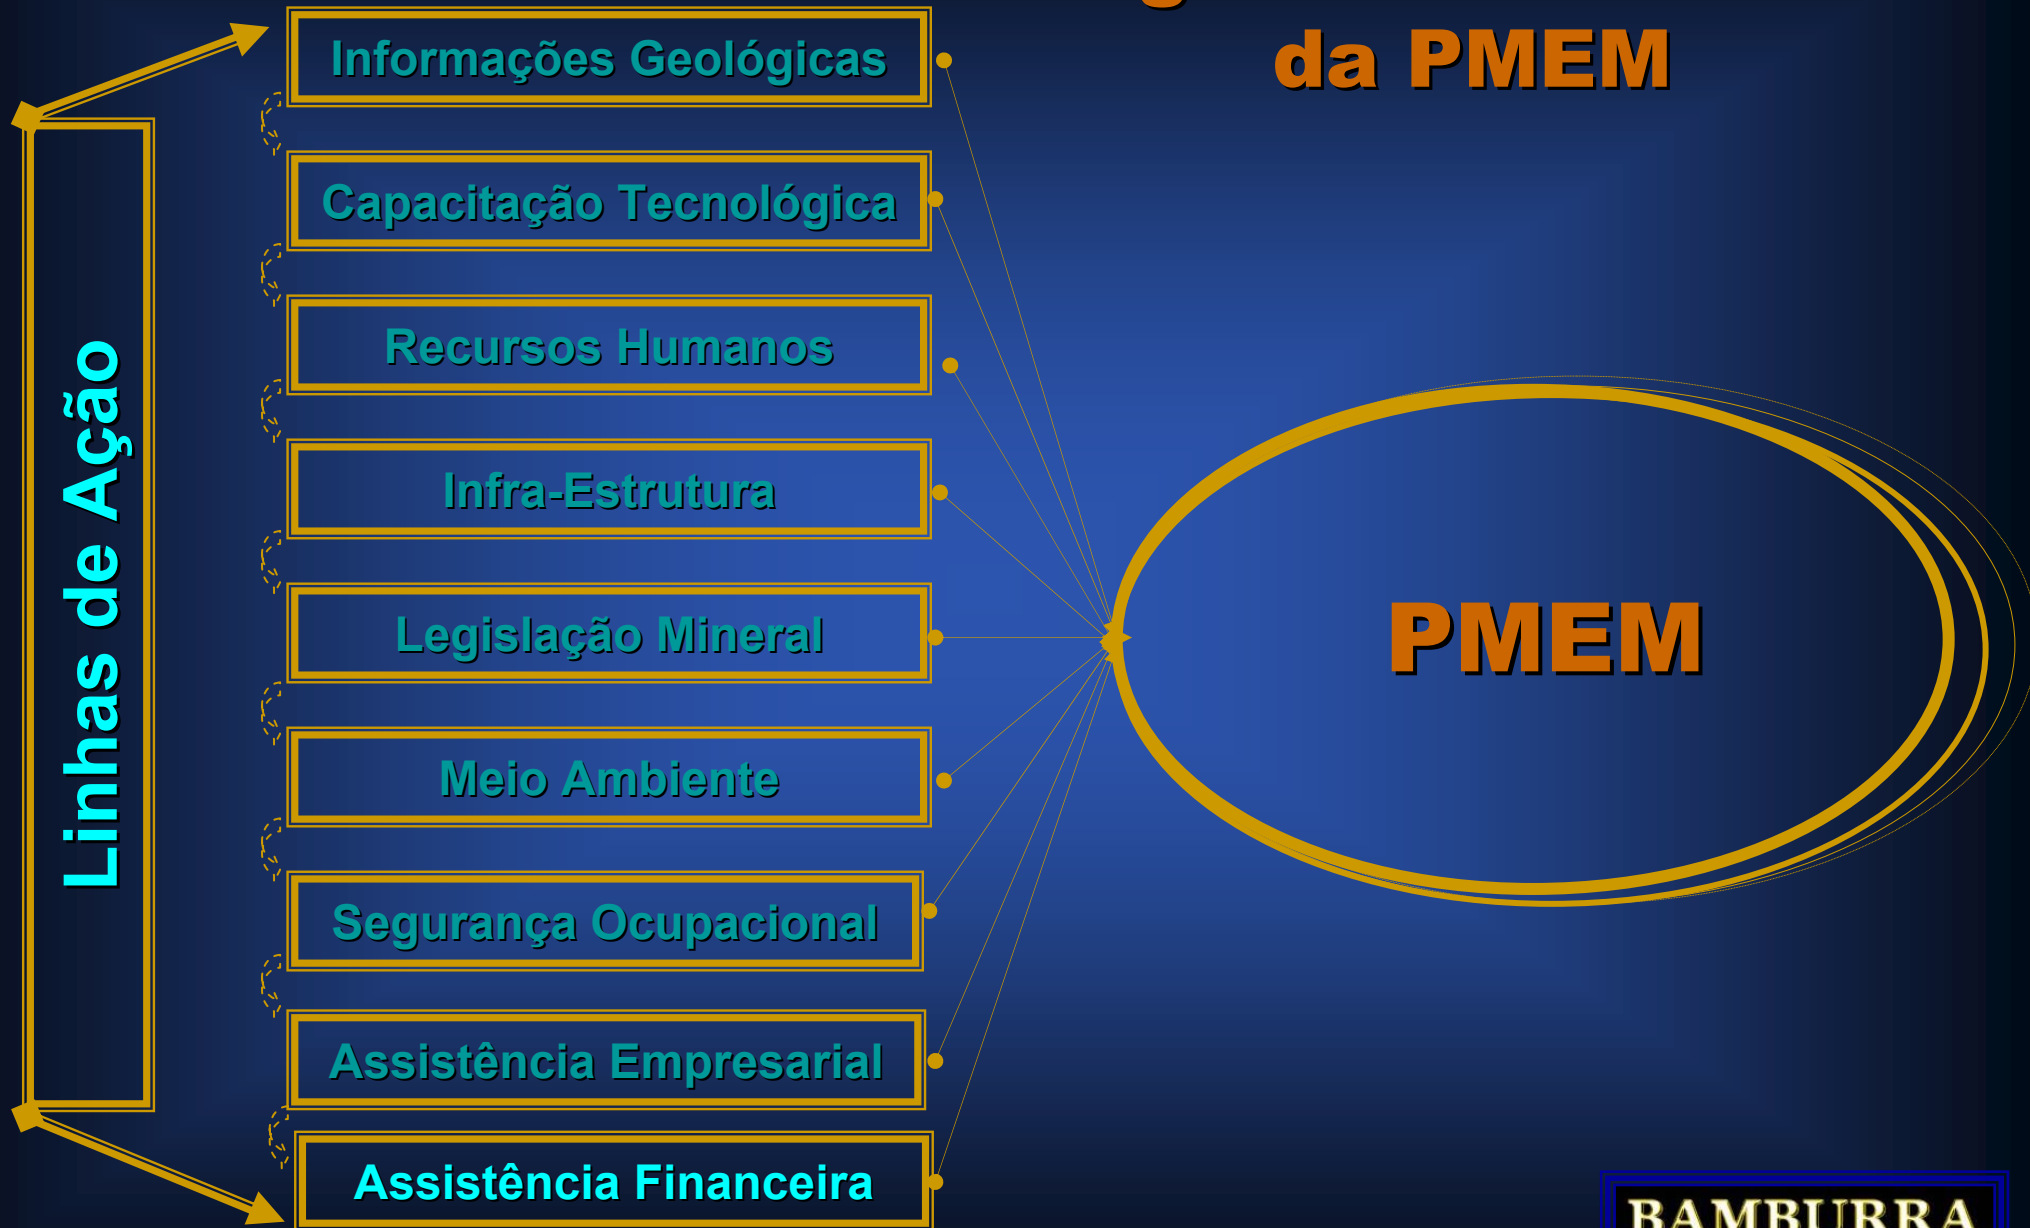 da PMEM
Linhas de Ação
Informações Geológicas
Capacitação Tecnológica
Recursos Humanos
Infra-Estrutura
Legislação Mineral
Meio Ambiente
Segurança Ocupacional
Assistência Empresarial
Assistência Financeira
PMEM
BAMBURRA